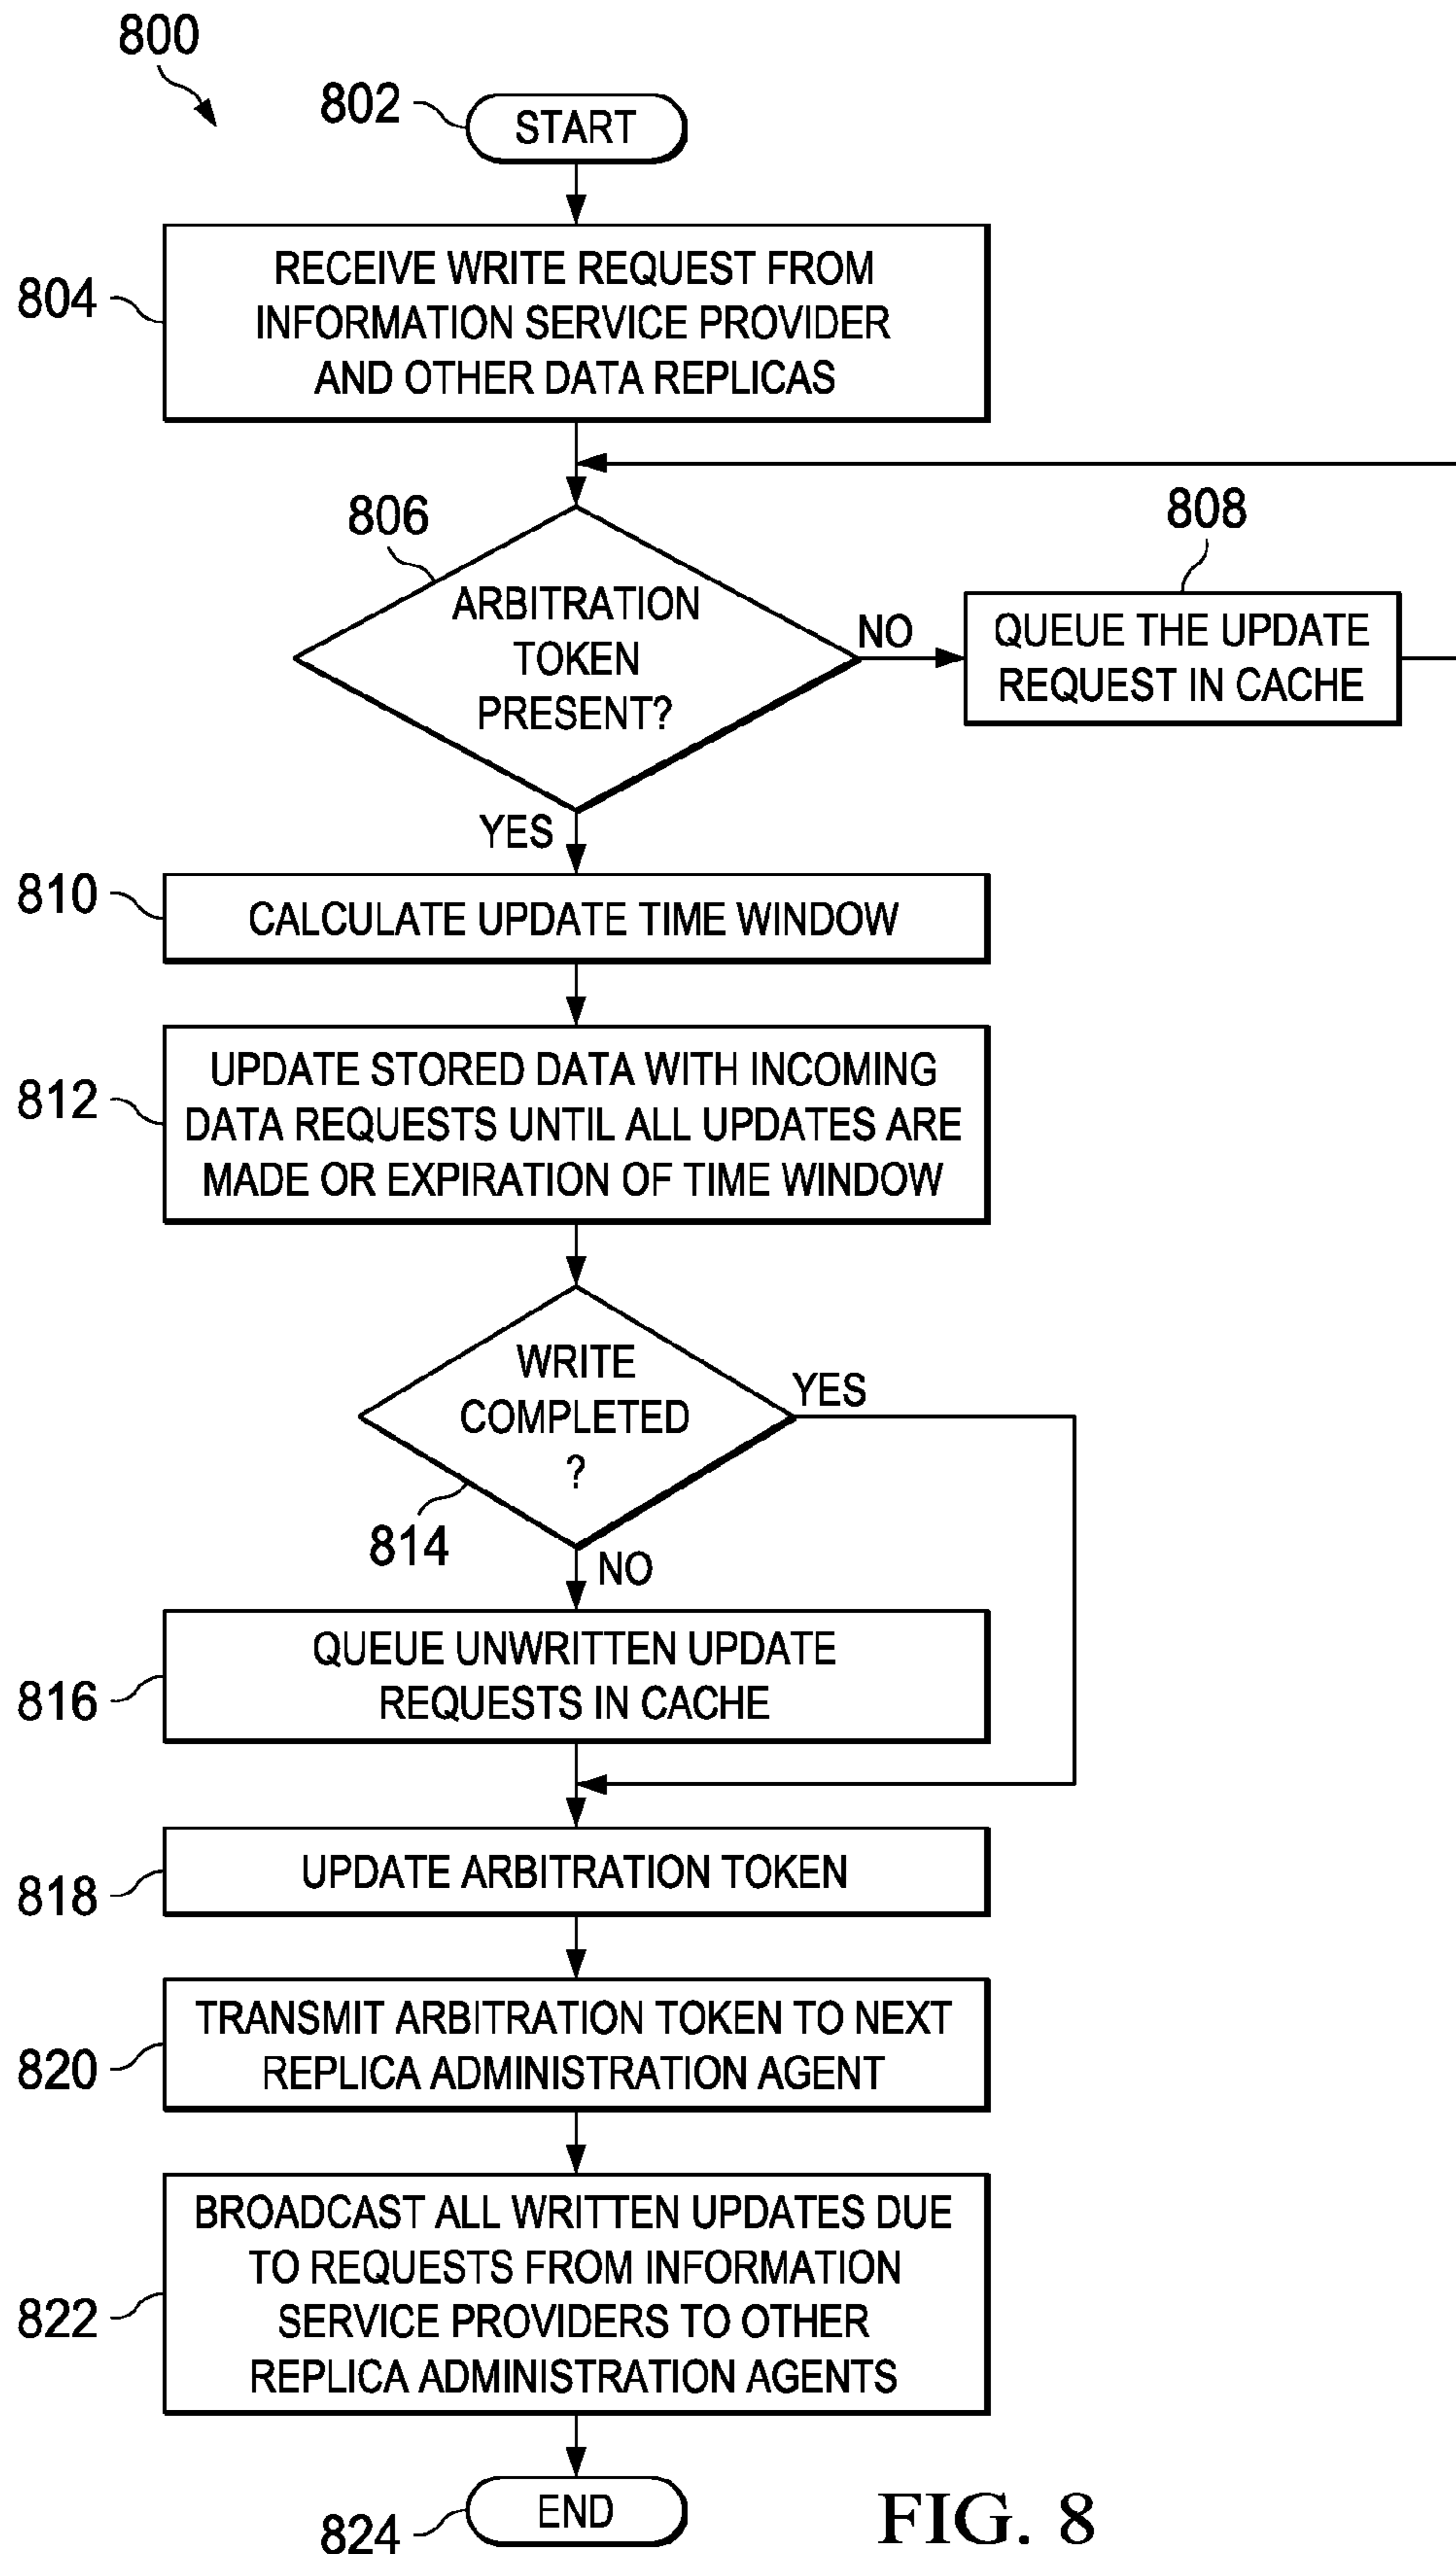 800
802
START
804
RECEIVE WRITE REQUEST FROM
INFORMATION SERVICE PROVIDER
AND OTHER DATA REPLICAS
806
ARBITRATION
TOKEN
PRESENT?
NO
808
QUEUE THE UPDATE
REQUEST IN CACHE
YES
810
CALCULATE UPDATE TIME WINDOW
812
UPDATE STORED DATA WITH INCOMING
DATA REQUESTS UNTIL ALL UPDATES ARE
MADE OR EXPIRATION OF TIME WINDOW
WRITE
COMPLETED
?
YES
814
NO
816
QUEUE UNWRITTEN UPDATE
REQUESTS IN CACHE
818
UPDATE ARBITRATION TOKEN
820
TRANSMIT ARBITRATION TOKEN TO NEXT
REPLICA ADMINISTRATION AGENT
822
BROADCAST ALL WRITTEN UPDATES DUE
TO REQUESTS FROM INFORMATION
SERVICE PROVIDERS TO OTHER
REPLICA ADMINISTRATION AGENTS
824
END
FIG. 8